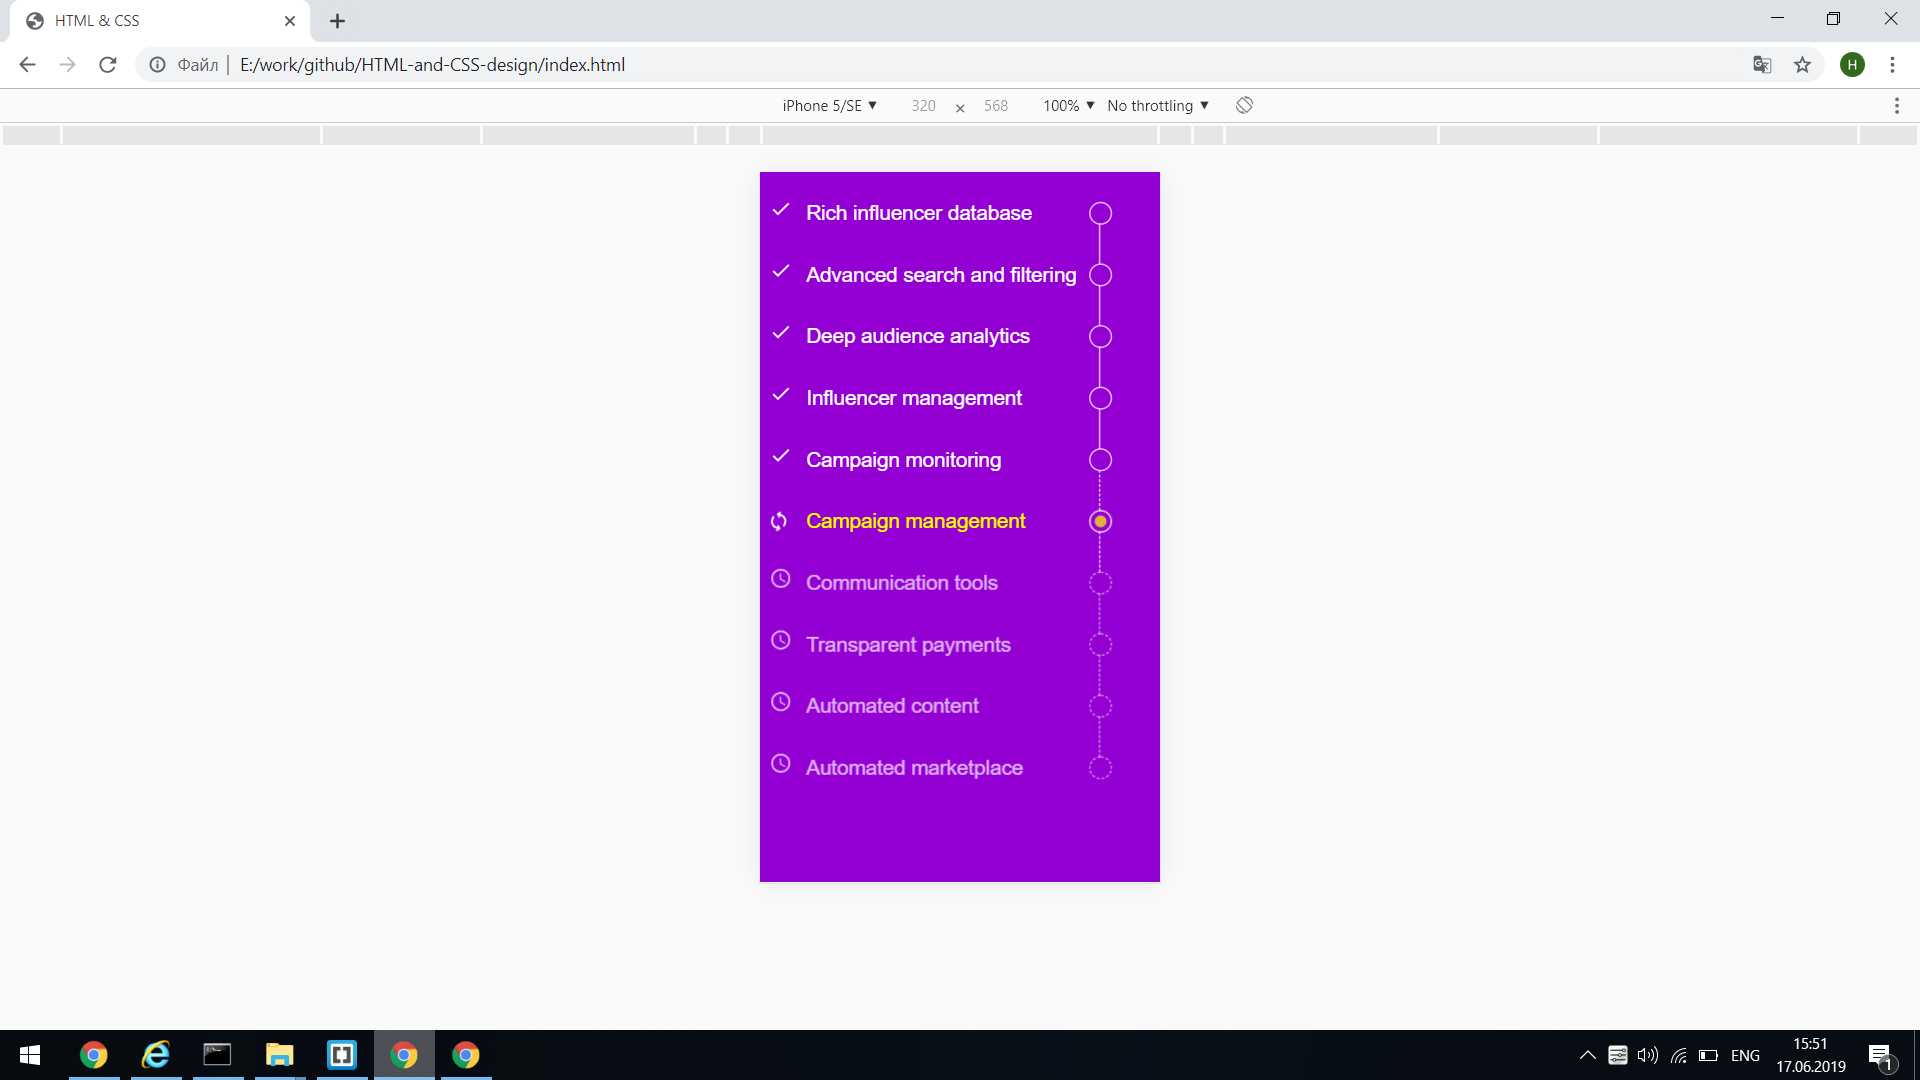 HTML & CSS
Файл | E:/work/github/HTML-and-CSS-design/index.html
H
iPhone 5/SE ▼ 320 × 568 100% ▼ No throttling ▼
Rich influencer database
Advanced search and filtering
Deep audience analytics
Influencer management
Campaign monitoring
Campaign management
Communication tools
Transparent payments
Automated content
Automated marketplace
ENG
15:51
17.06.2019
1